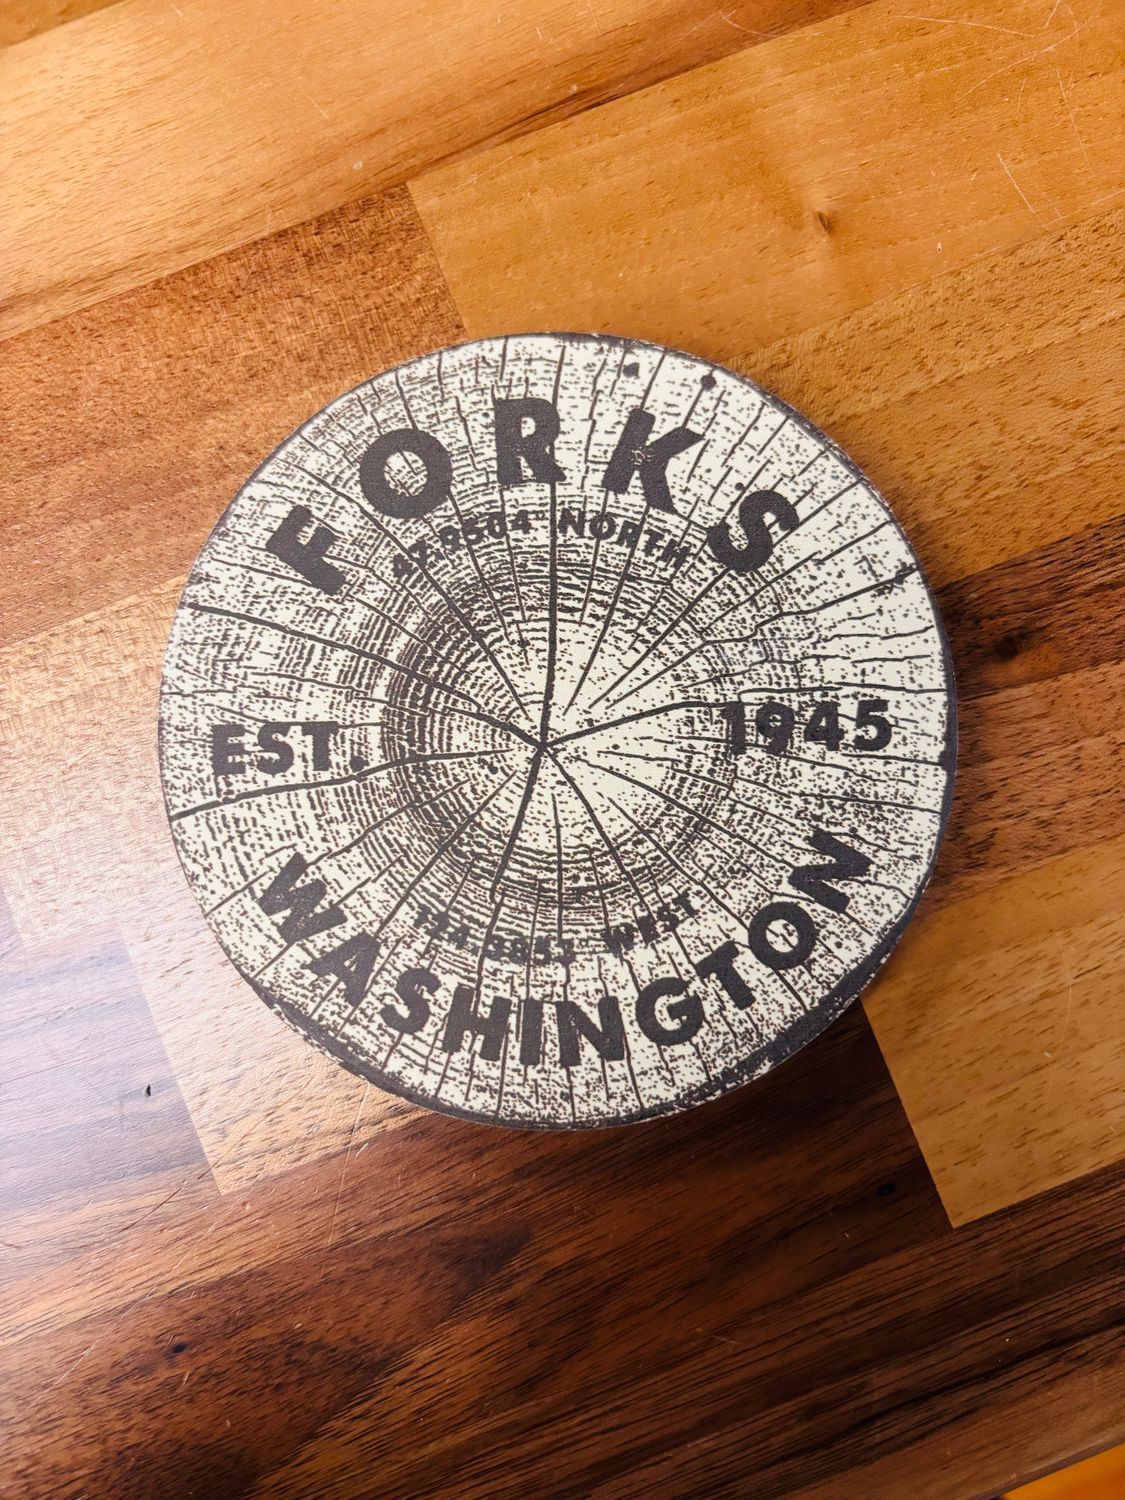 FORKS
47.9504° NORTH
EST. 1945
WEST
WASHINGTON